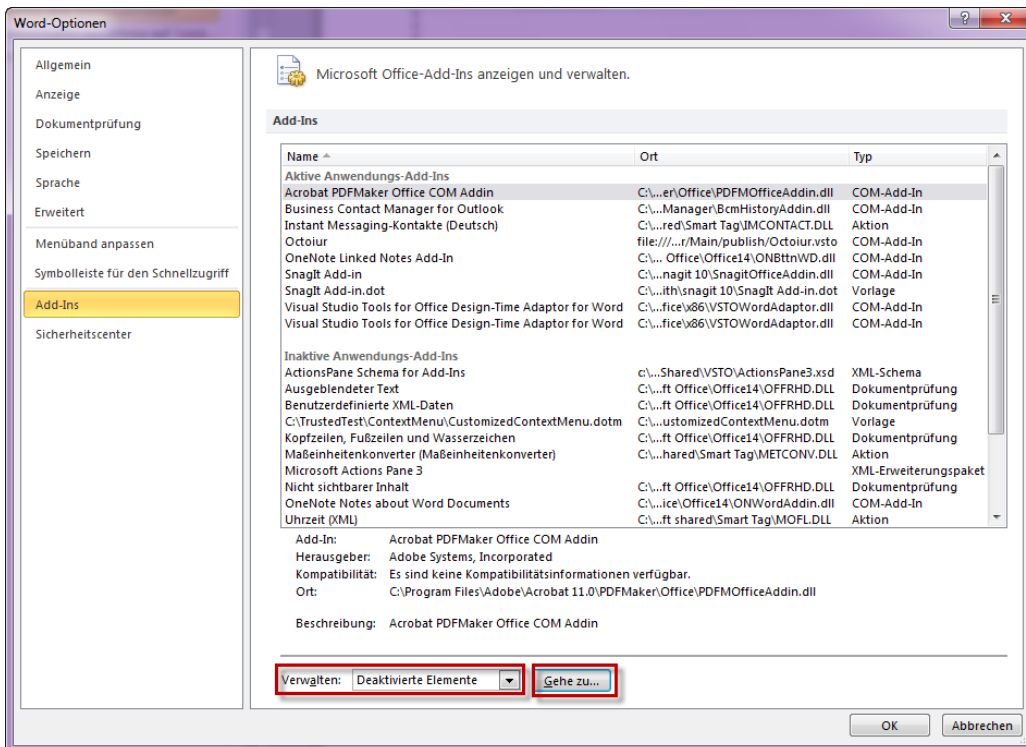 Word-Optionen
Allgemein
Anzeige
Dokumentprüfung
Speichern
Sprache
Erweitert
Menüband anpassen
Symbolleiste für den Schnellzugriff
Add-Ins
Sicherheitscenter
Microsoft Office-Add-Ins anzeigen und verwalten.
Add-Ins
Name Ort Typ
Aktive Anwendungs-Add-Ins
Acrobat PDFMaker Office COM Addin C:\...er\Office\PDFMOfficeAddin.dll COM-Add-In
Business Contact Manager for Outlook C:\...Manager\BcmHistoryAddin.dll COM-Add-In
Instant Messaging-Kontakte (Deutsch) C:\...red\Smart Tag\IMCONTACT.DLL Aktion
Octoiur file:///...r/Main/publish/Octoiur.vsto COM-Add-In
OneNote Linked Notes Add-In C:\... Office\Office14\ONBttnWD.dll COM-Add-In
SnagIt Add-in C:\...nagit 10\SnagitOfficeAddin.dll COM-Add-In
SnagIt Add-in.dot C:\...ith\snagit 10\SnagIt Add-in.dot Vorlage
Visual Studio Tools for Office Design-Time Adaptor for Word C:\...fice\x86\VSTOWordAdaptor.dll COM-Add-In
Visual Studio Tools for Office Design-Time Adaptor for Word C:\...fice\x86\VSTOWordAdaptor.dll COM-Add-In
Inaktive Anwendungs-Add-Ins
ActionsPane Schema for Add-Ins c:\...Shared\VSTO\ActionsPane3.xsd XML-Schema
Ausgeblendeter Text C:\...ft Office\Office14\OFFRHD.DLL Dokumentprüfung
Benutzerdefinierte XML-Daten C:\...ft Office\Office14\OFFRHD.DLL Dokumentprüfung
C:\TrustedTest\ContextMenu\CustomizedContextMenu.dotm C:\...ustomizedContextMenu.dotm Vorlage
Kopfzeilen, Fußzeilen und Wasserzeichen C:\...ft Office\Office14\OFFRHD.DLL Dokumentprüfung
Maßeinheitenkonverter (Maßeinheitenkonverter) C:\...hared\Smart Tag\METCONV.DLL Aktion
Microsoft Actions Pane 3 XML-Erweiterungspaket
Nicht sichtbarer Inhalt C:\...ft Office\Office14\OFFRHD.DLL Dokumentprüfung
OneNote Notes about Word Documents C:\...ice\Office14\ONWordAddin.dll COM-Add-In
Uhrzeit (XML) C:\...ft shared\Smart Tag\MOFL.DLL Aktion
Add-In: Acrobat PDFMaker Office COM Addin
Herausgeber: Adobe Systems, Incorporated
Kompatibilität: Es sind keine Kompatibilitätsinformationen verfügbar.
Ort: C:\Program Files\Adobe\Acrobat 11.0\PDFMaker\Office\PDFMOfficeAddin.dll
Beschreibung: Acrobat PDFMaker Office COM Addin
Verwalten: Deaktivierte Elemente Gehe zu...
OK Abbrechen